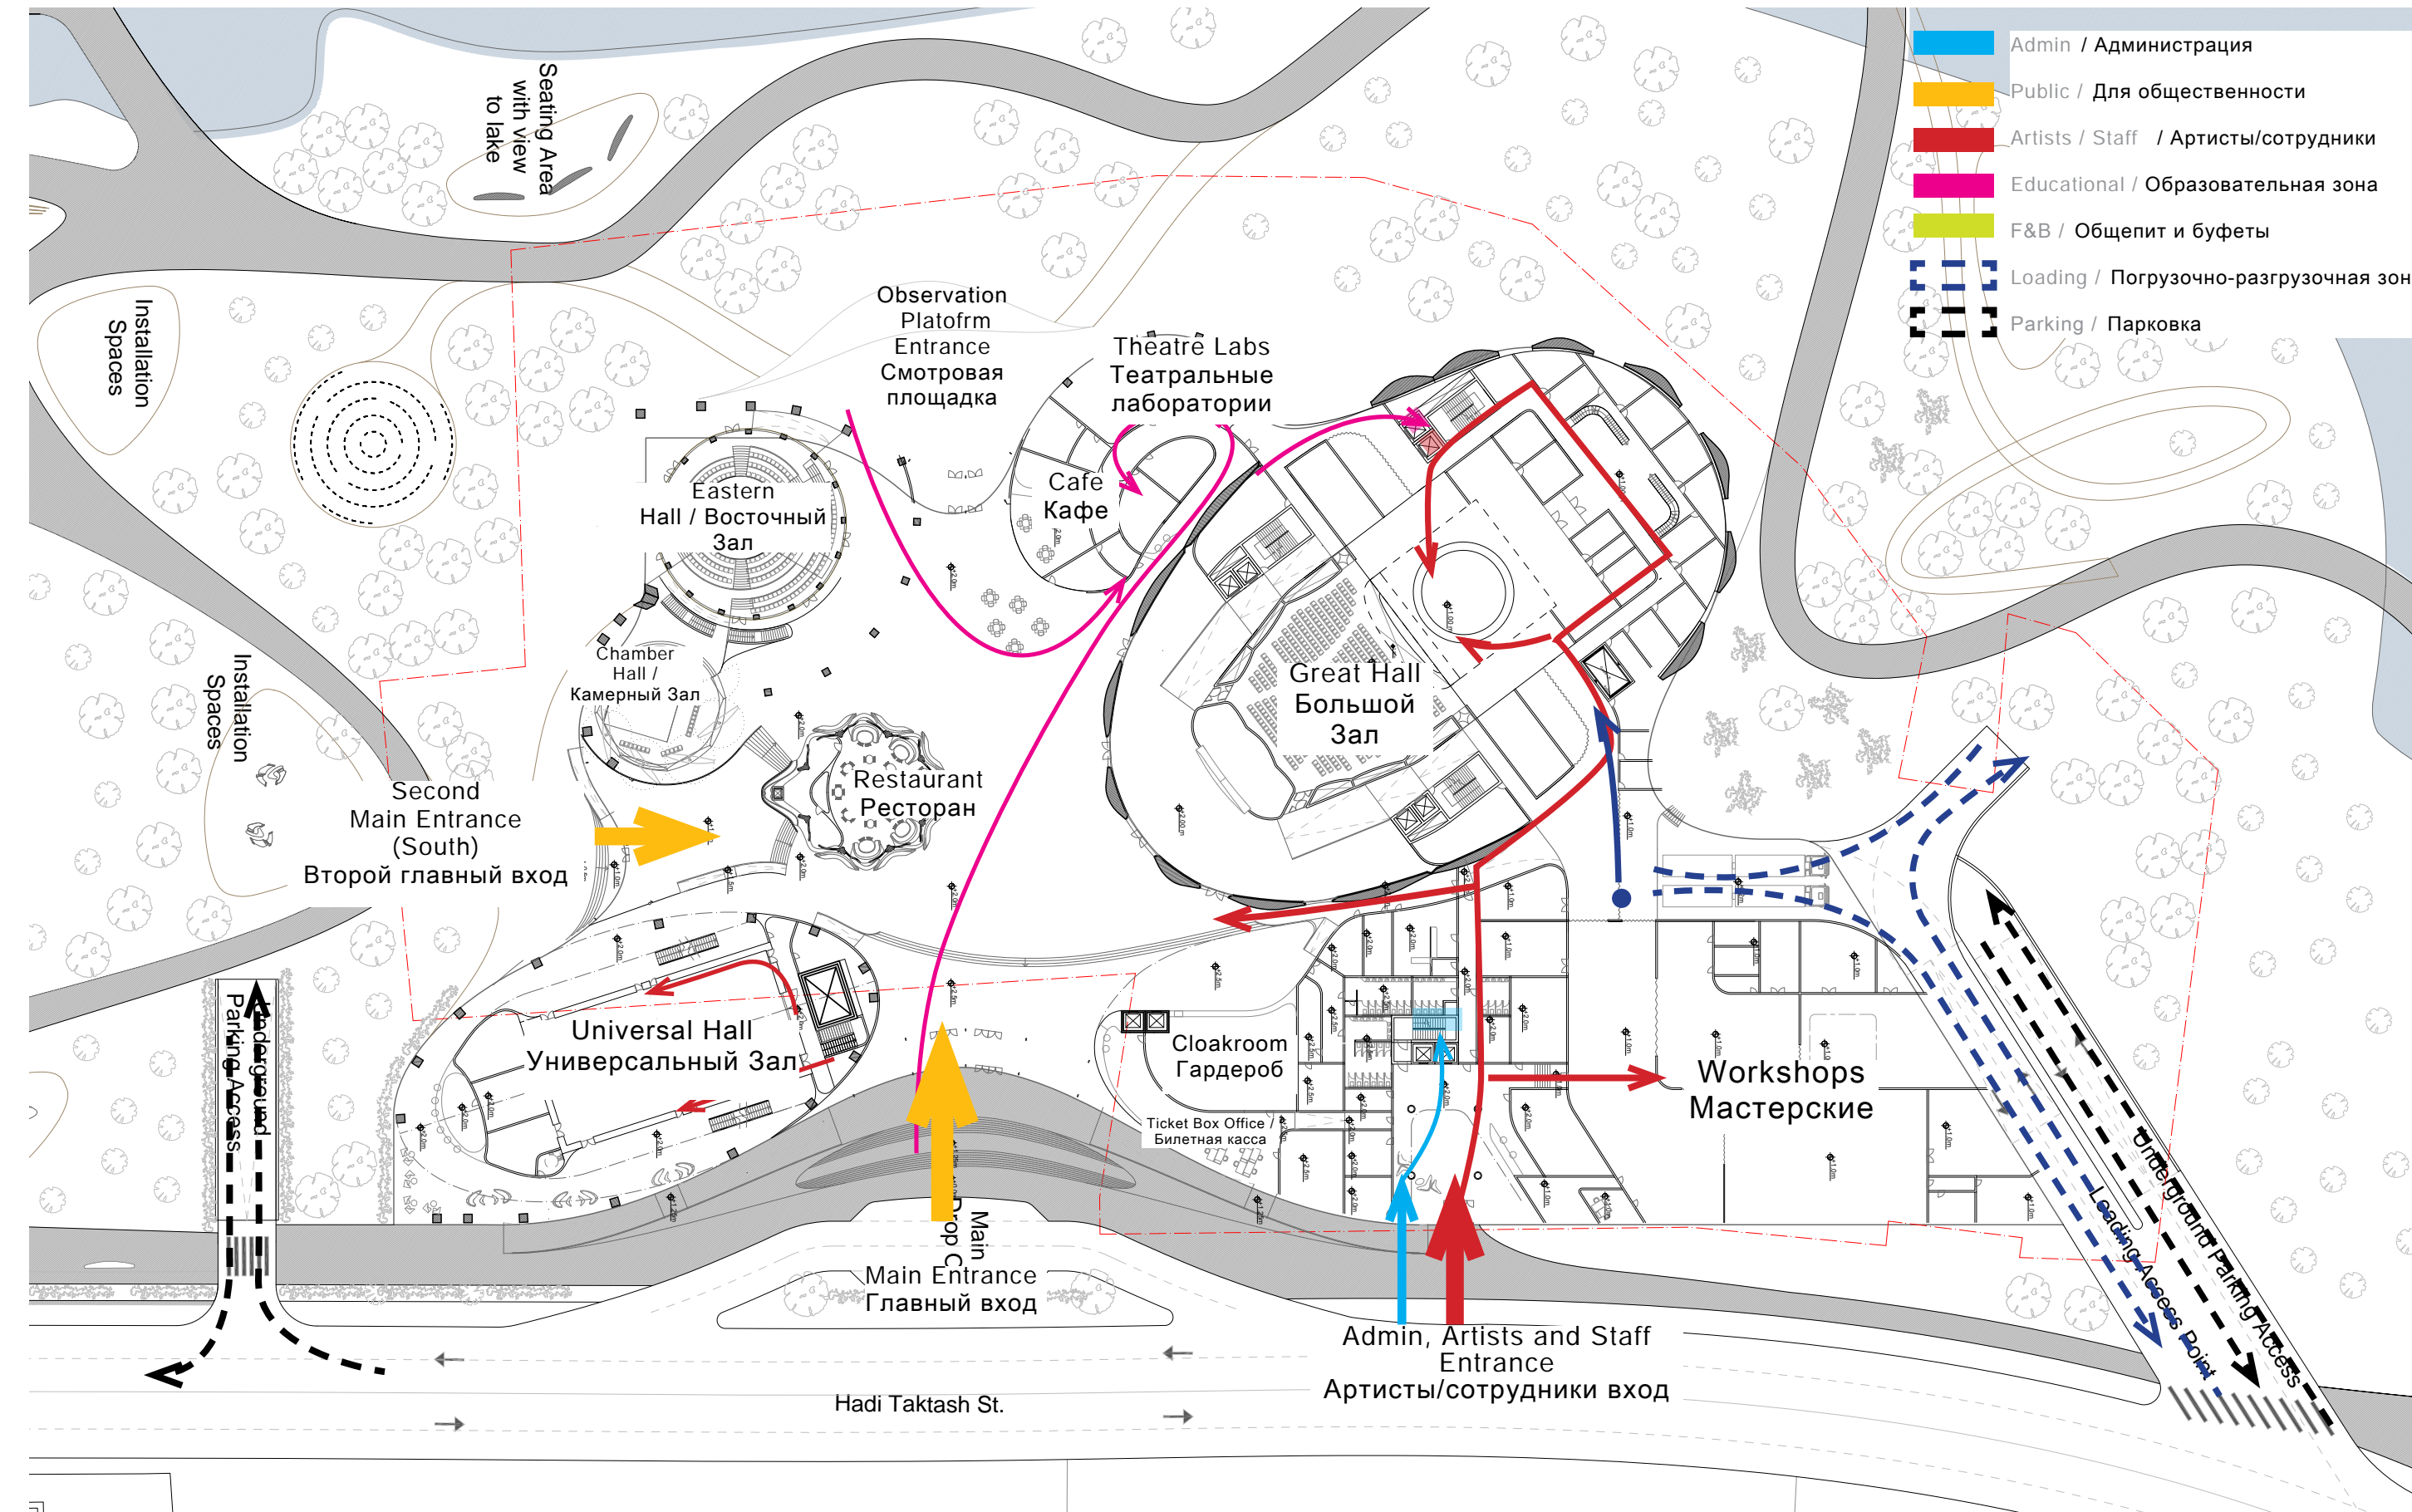 Admin / Администрация
Public / Для общественности
Artists / Staff / Артисты/сотрудники
Educational / Образовательная зона
F&B / Общепит и буфеты
Loading / Погрузочно-разгрузочная зон
Parking / Парковка
Seating Area
with view
to lake
Installation
Spaces
Observation
Platofrm
Entrance
Смотровая
площадка
Theatre Labs
Театральные
лаборатории
Cafe
Кафе
Eastern
Hall / Восточный
Зал
Chamber
Hall /
Камерный Зал
Great Hall
Большой
Зал
Installation
Spaces
Restaurant
Ресторан
Second
Main Entrance
(South)
Второй главный вход
Universal Hall
Универсальный Зал
Cloakroom
Гардероб
Workshops
Мастерские
Ticket Box Office /
Билетная касса
Underground
Parking Access
Underground Parking Access
Loading Access Point
Main
Drop O
Main Entrance
Главный вход
Admin, Artists and Staff
Entrance
Артисты/сотрудники вход
Hadi Taktash St.